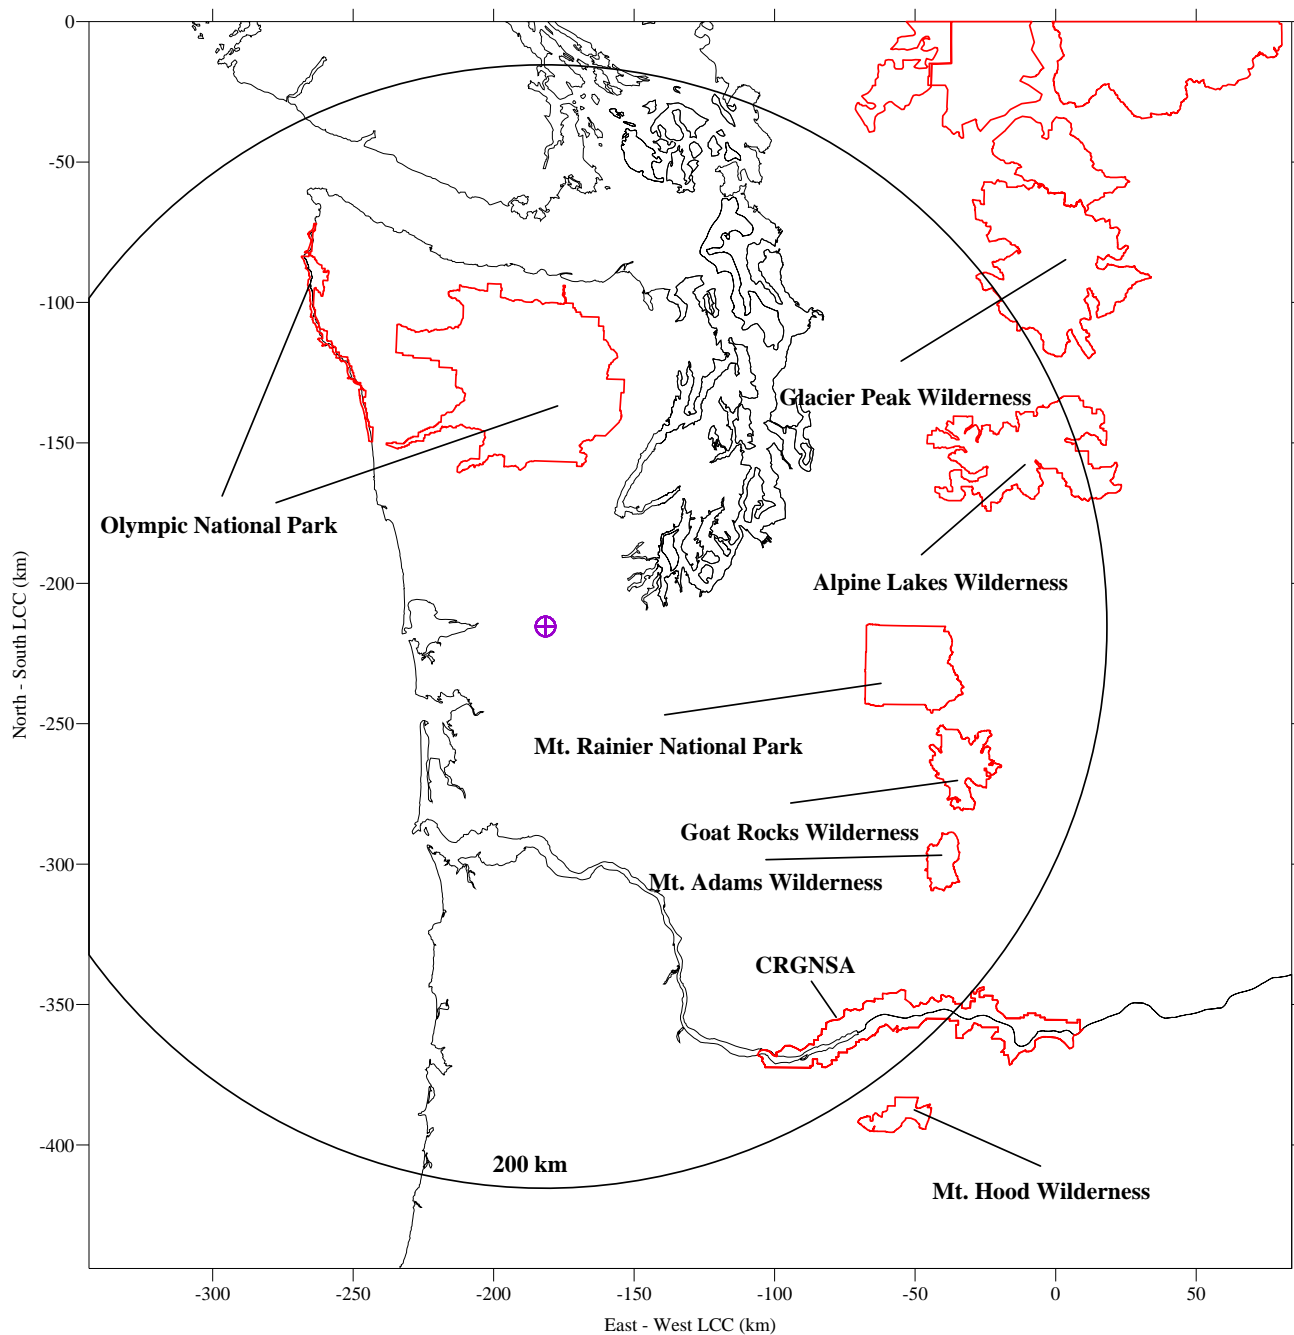 0
-50
-100
-150
-200
-250
-300
-350
-400
North - South LCC (km)
Glacier Peak Wilderness
Olympic National Park
Alpine Lakes Wilderness
Mt. Rainier National Park
Goat Rocks Wilderness
Mt. Adams Wilderness
CRGNSA
200 km
Mt. Hood Wilderness
-300 -250 -200 -150 -100 -50 0 50
East - West LCC (km)